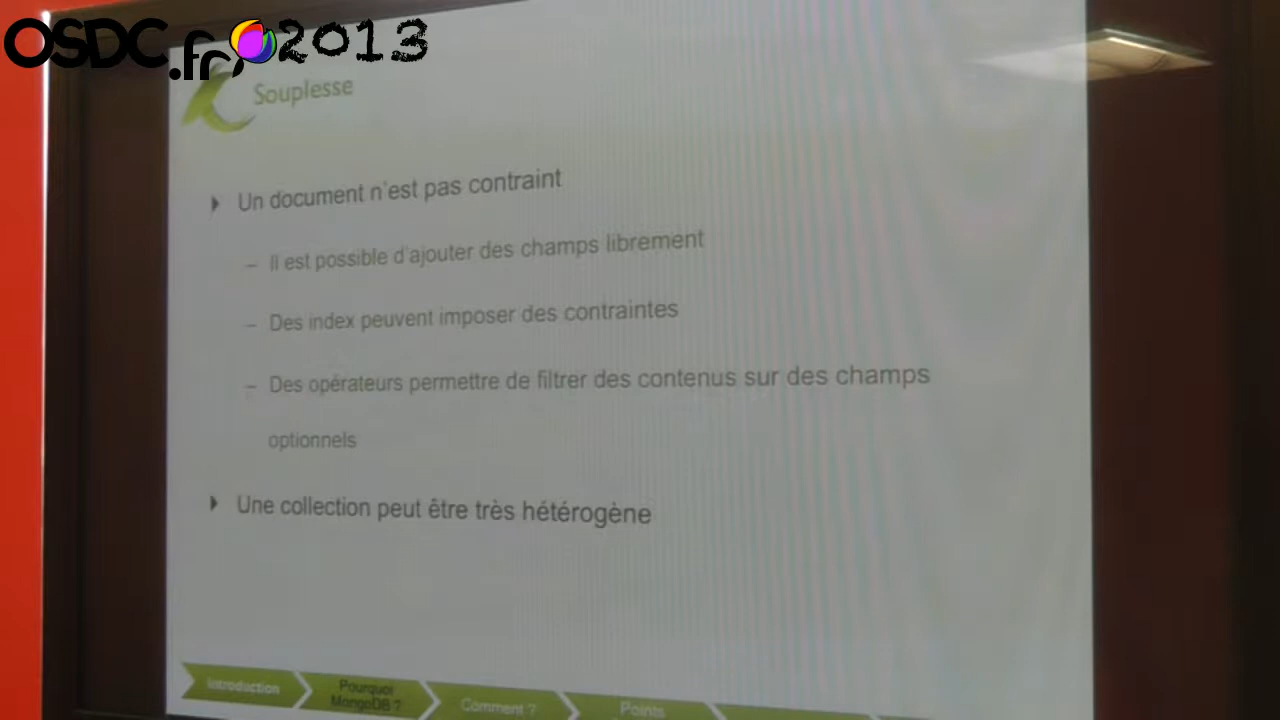 OSDC.fr 2013
Souplesse
Un document n'est pas contraint
– Il est possible d'ajouter des champs librement
– Des index peuvent imposer des contraintes
– Des opérateurs permettre de filtrer des contenus sur des champs
optionnels
Une collection peut être très hétérogène
Introduction
Pourquoi
MongoDB ?
Comment ?
Points